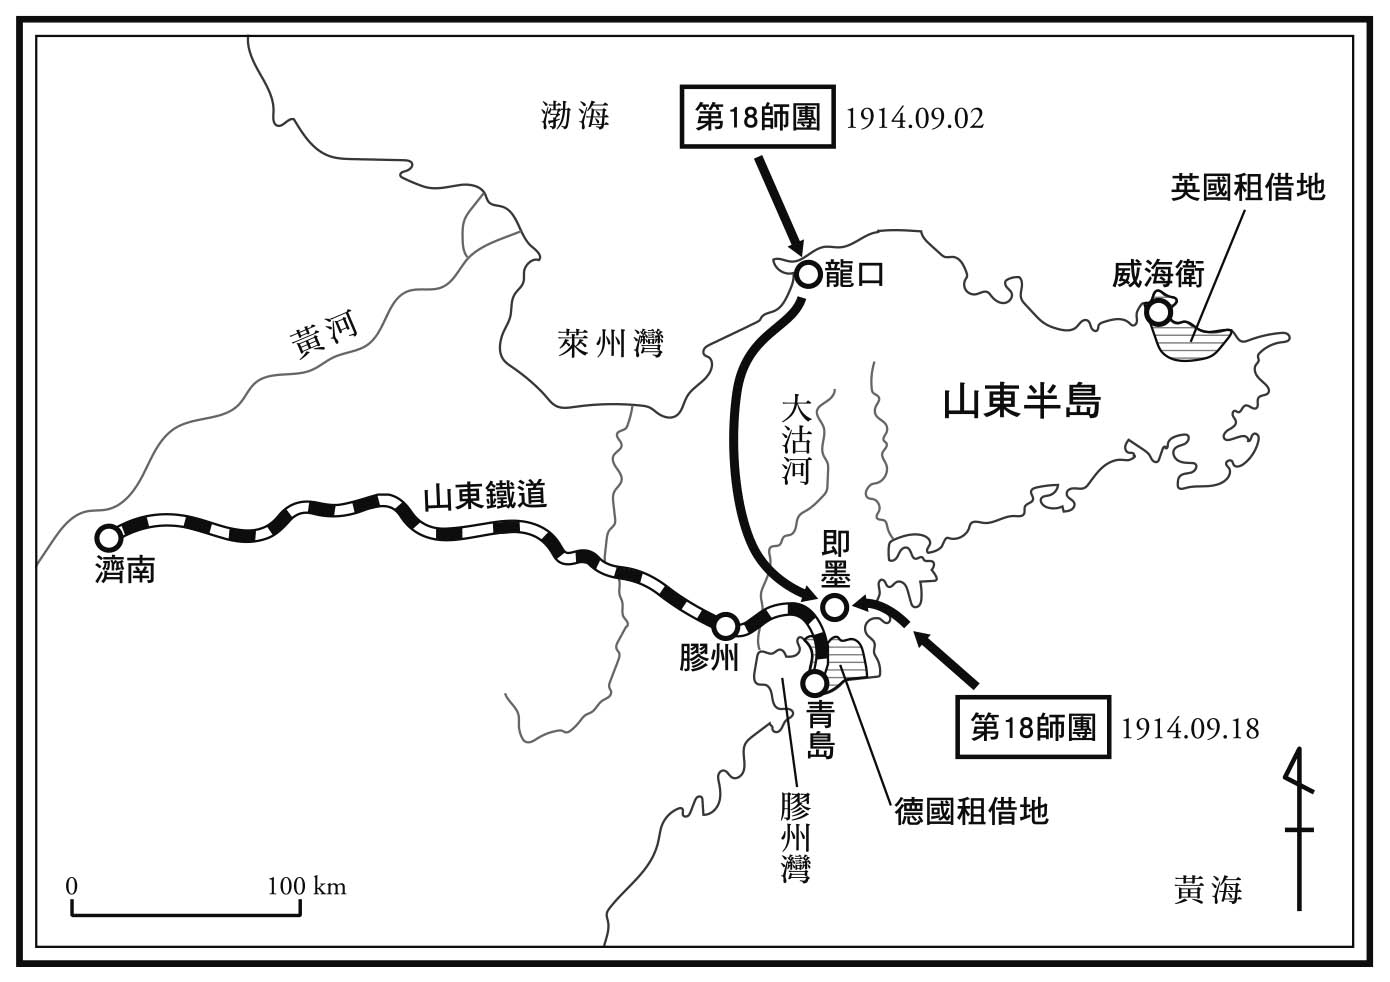 渤海
第18師團
1914.09.02
英國租借地
威海衛
龍口
黃河
萊州灣
山東半島
大沽河
山東鐵道
濟南
即墨
膠州
青島
第18師團
1914.09.18
德國租借地
膠州灣
黃海
0
100 km